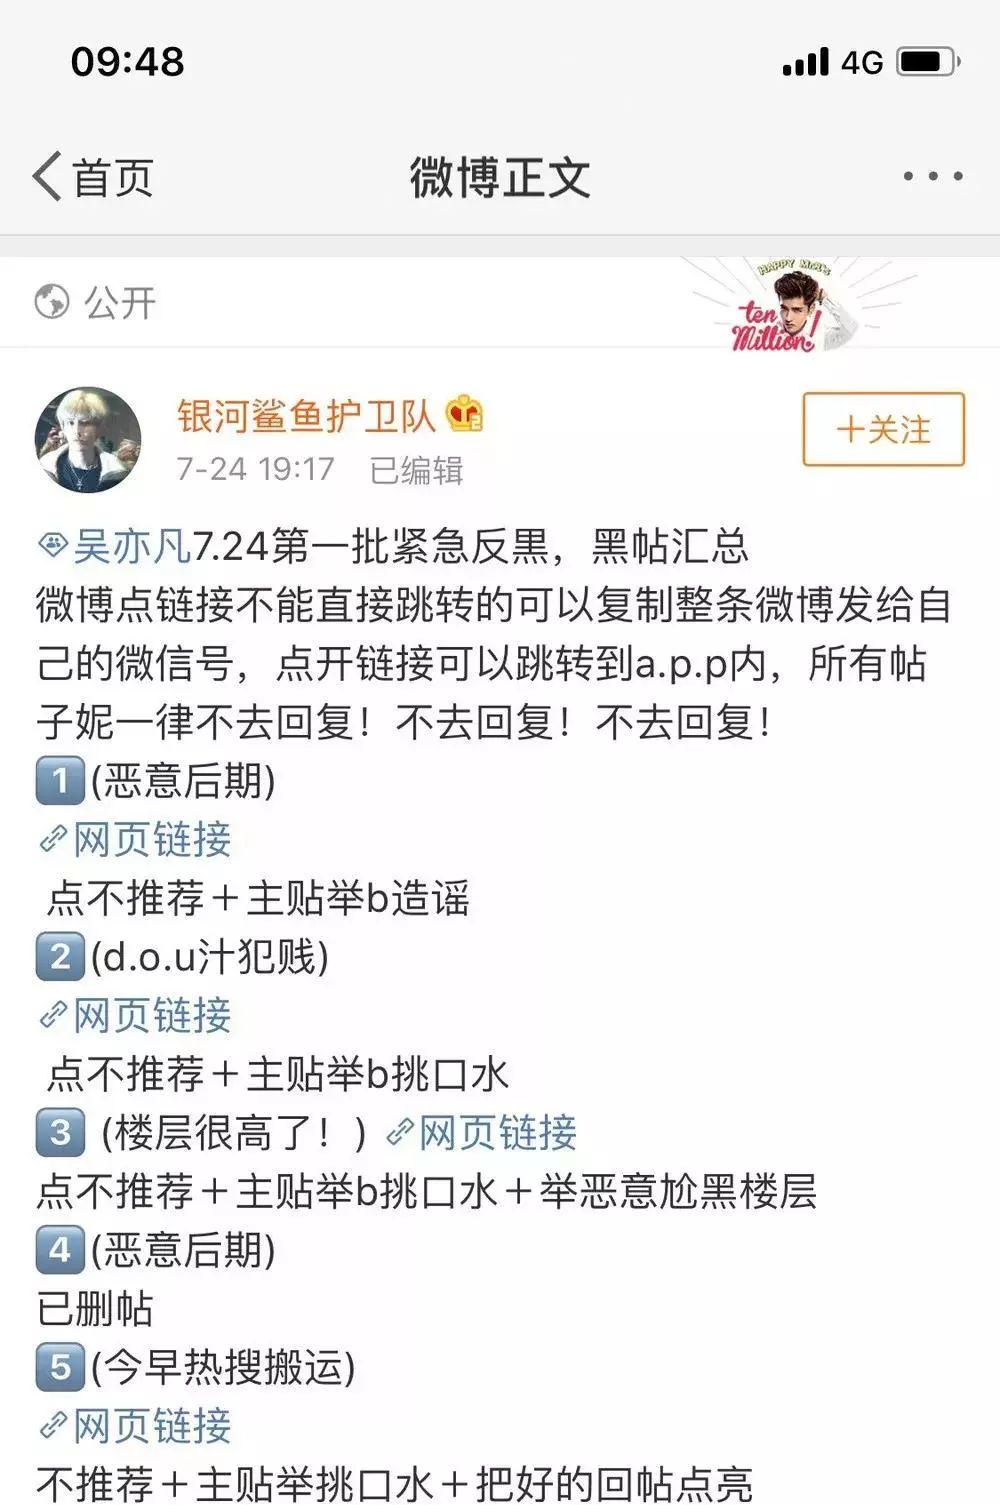 09:48
4G
首页
微博正文
公开
HAPPY
ten
Million!
银河鲨鱼护卫队
+关注
7-24 19:17 已编辑
吴亦凡7.24第一批紧急反黒，黑帖汇总
微博点链接不能直接跳转的可以复制整条微博发给自
己的微信号，点开链接可以跳转到a.p.p内，所有帖
子妮一律不去回复！不去回复！不去回复！
1(恶意后期)
网页链接
点不推荐＋主贴举b造谣
2(d.o.u汁犯贱)
网页链接
点不推荐＋主贴举b挑口水
3 (楼层很高了！) 网页链接
点不推荐＋主贴举b挑口水＋举恶意尬黑楼层
4(恶意后期)
已删帖
5(今早热搜搬运)
网页链接
不推荐＋主贴举挑口水＋把好的回帖点亮